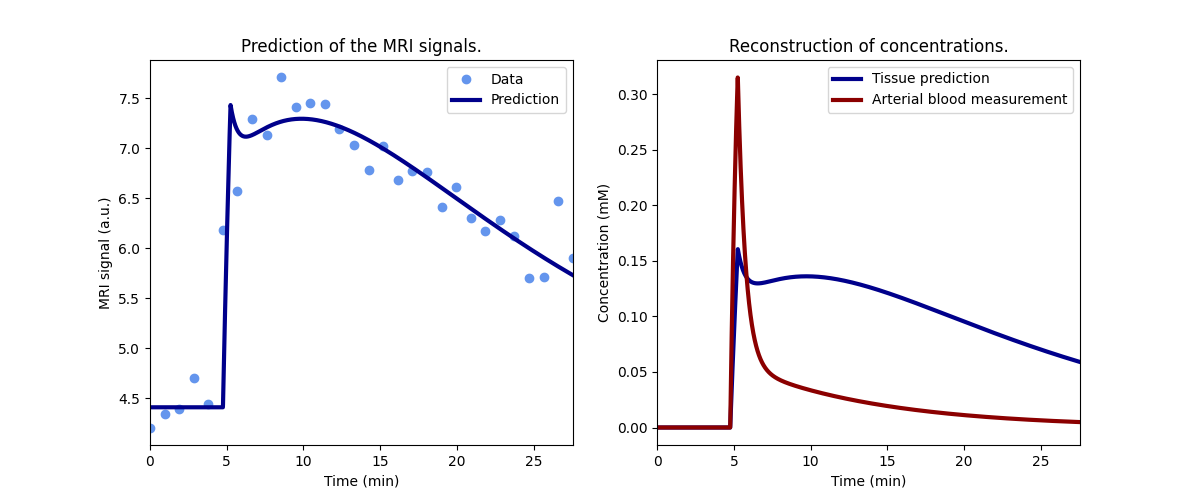 Prediction of the MRI signals.
MRI signal (a.u.)
7.5
7.0
6.5
6.0
5.5
5.0
4.5
0 5 10 15 20 25
Time (min)
Data
Prediction
Reconstruction of concentrations.
Concentration (mM)
0.30
0.25
0.20
0.15
0.10
0.05
0.00
0 5 10 15 20 25
Time (min)
Tissue prediction
Arterial blood measurement